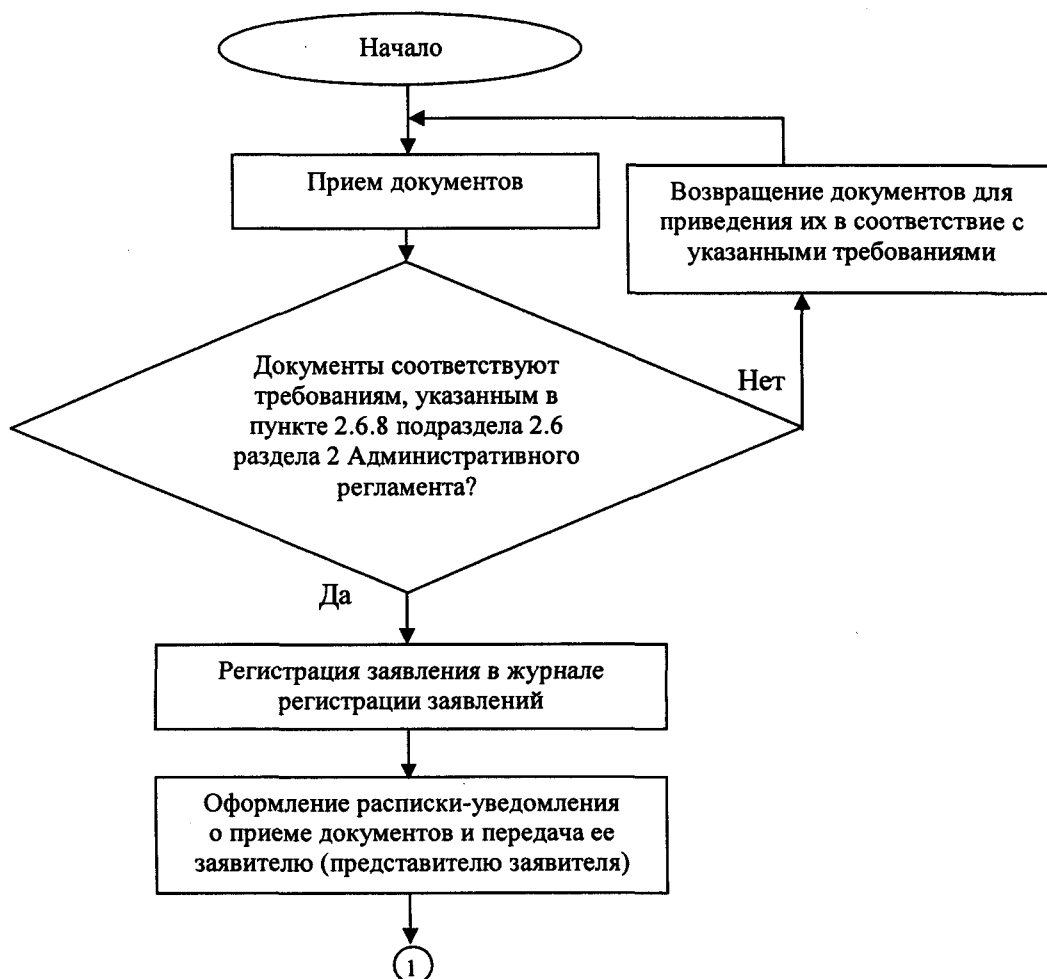 Начало
Прием документов
Возвращение документов для
приведения их в соответствие с
указанными требованиями
Документы соответствуют
требованиям, указанным в
пункте 2.6.8 подраздела 2.6
раздела 2 Административного
регламента?
Нет
Да
Регистрация заявления в журнале
регистрации заявлений
Оформление расписки-уведомления
о приеме документов и передача ее
заявителю (представителю заявителя)
1